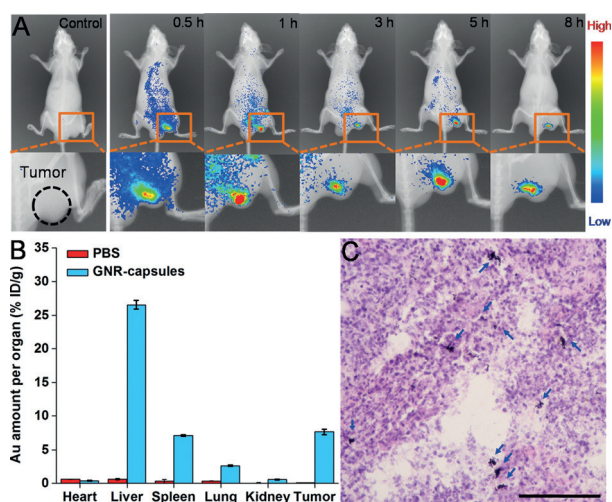 A
Control
0.5 h
1 h
3 h
5 h
8 h
High
Tumor
Low
B
Au amount per organ (% ID/g)
35
30
25
20
15
10
5
0
PBS
GNR-capsules
Heart Liver Spleen Lung Kidney Tumor
C